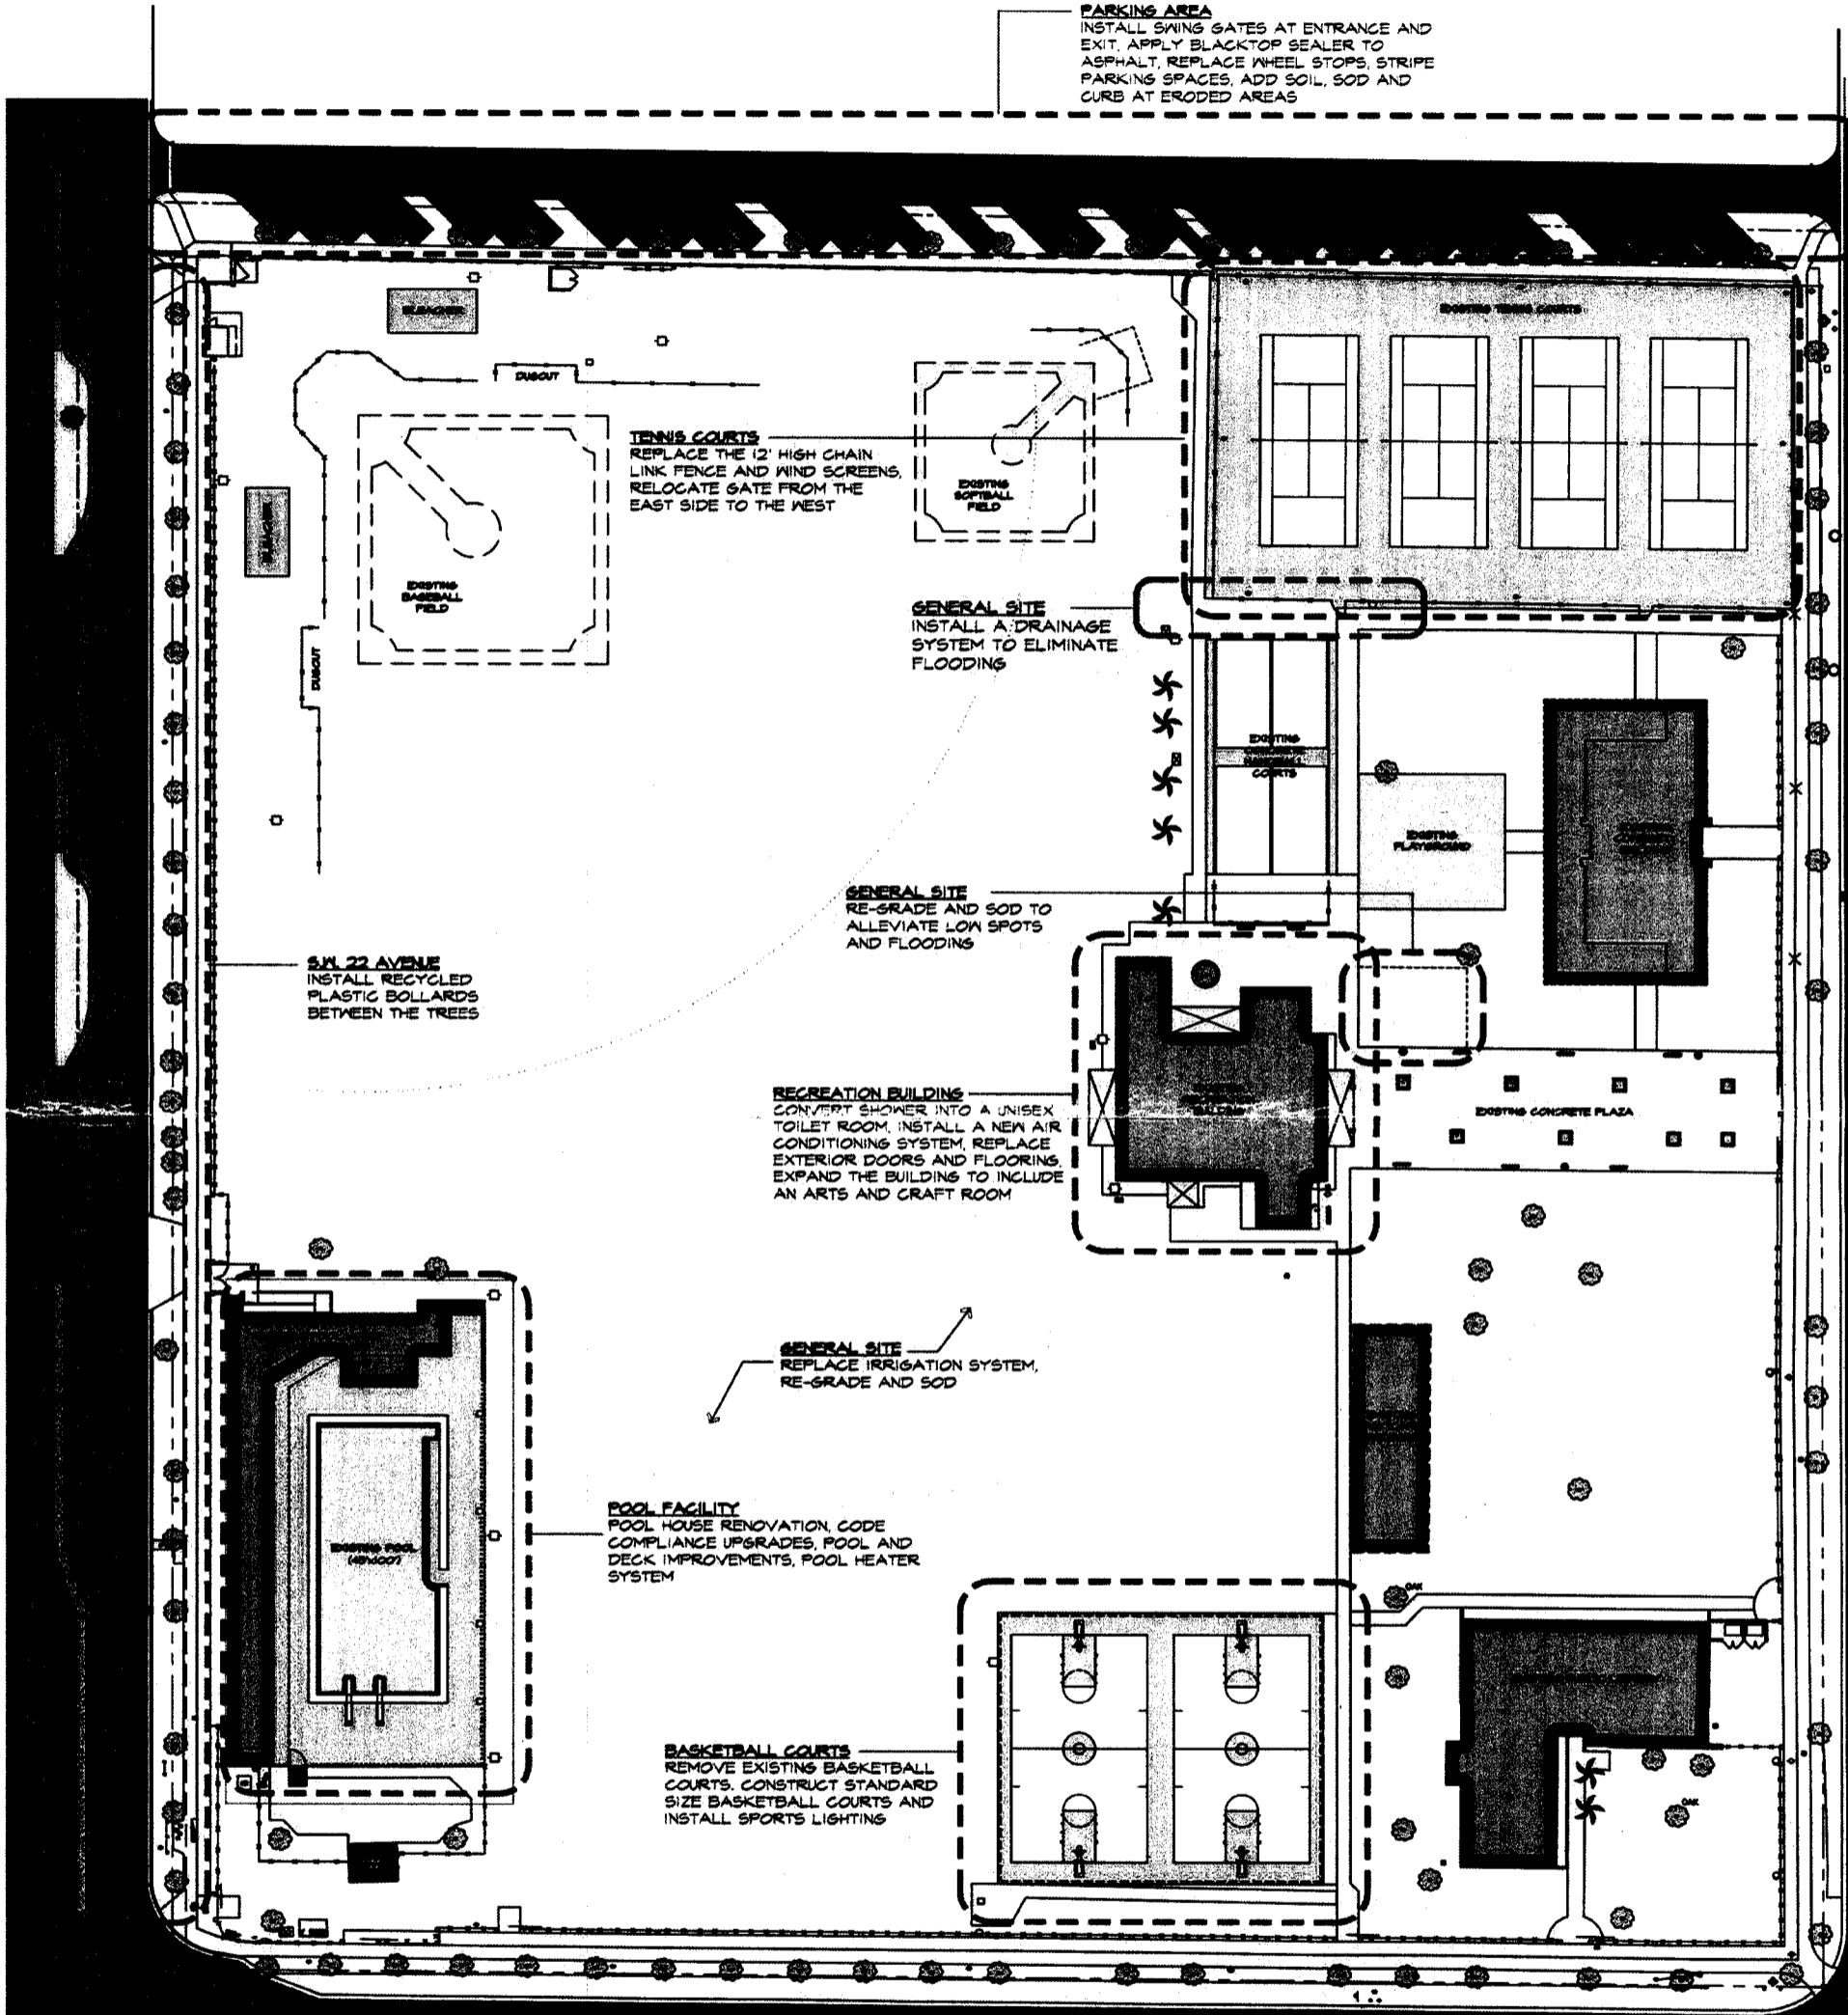 PARKING AREA
INSTALL SWING GATES AT ENTRANCE AND
EXIT, APPLY BLACKTOP SEALER TO
ASPHALT, REPLACE WHEEL STOPS, STRIPE
PARKING SPACES, ADD SOIL, SOD AND
CURB AT ERODED AREAS
BLEACHER
EXISTING TENNIS COURTS
DUGOUT
TENNIS COURTS
REPLACE THE 12' HIGH CHAIN
LINK FENCE AND WIND SCREENS,
RELOCATE GATE FROM THE
EAST SIDE TO THE WEST
EXISTING
SOFTBALL
FIELD
BLEACHER
EXISTING
BASEBALL
FIELD
GENERAL SITE
INSTALL A DRAINAGE
SYSTEM TO ELIMINATE
FLOODING
DUGOUT
EXISTING
HANDBALL
COURTS
EXISTING
PLAYGROUND
GENERAL SITE
RE-GRADE AND SOD TO
ALLEVIATE LOW SPOTS
AND FLOODING
S.W. 22 AVENUE
INSTALL RECYCLED
PLASTIC BOLLARDS
BETWEEN THE TREES
RECREATION BUILDING
CONVERT SHOWER INTO A UNISEX
TOILET ROOM, INSTALL A NEW AIR
CONDITIONING SYSTEM, REPLACE
EXTERIOR DOORS AND FLOORING.
EXPAND THE BUILDING TO INCLUDE
AN ARTS AND CRAFT ROOM
EXISTING CONCRETE PLAZA
GENERAL SITE
REPLACE IRRIGATION SYSTEM,
RE-GRADE AND SOD
POOL FACILITY
POOL HOUSE RENOVATION, CODE
COMPLIANCE UPGRADES, POOL AND
DECK IMPROVEMENTS, POOL HEATER
SYSTEM
EXISTING POOL
OAK
BASKETBALL COURTS
REMOVE EXISTING BASKETBALL
COURTS. CONSTRUCT STANDARD
SIZE BASKETBALL COURTS AND
INSTALL SPORTS LIGHTING
OAK